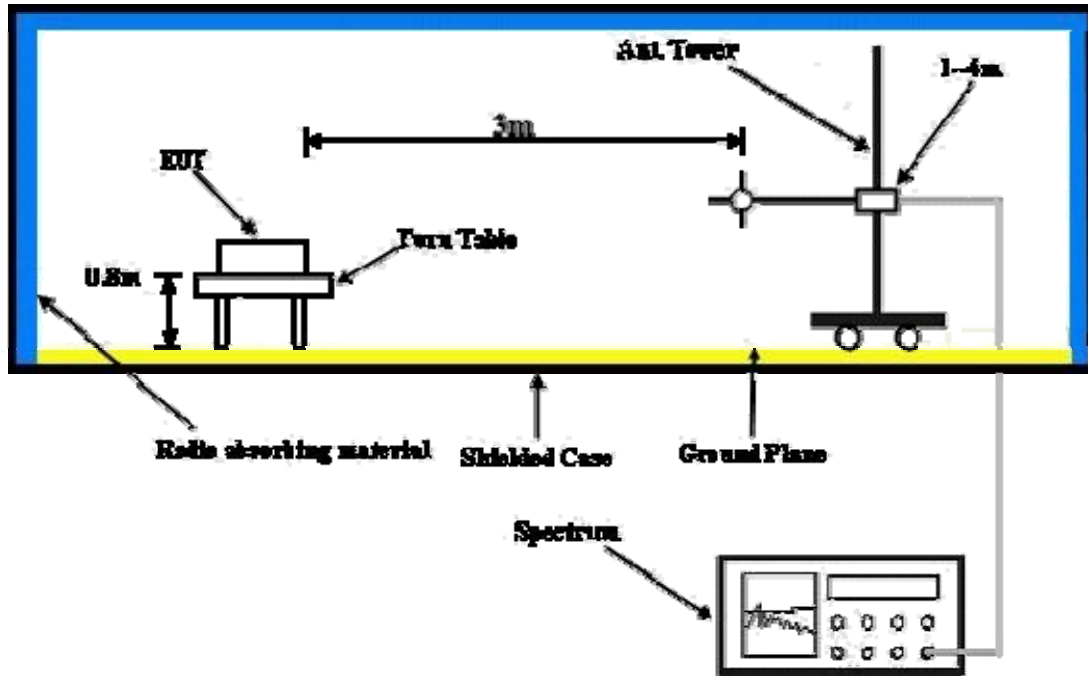 Ant. Tower
1-4m
3m
EUT
Turn Table
0.8m
Radio absorbing material
Shielded Case
Ground Plane
Spectrum